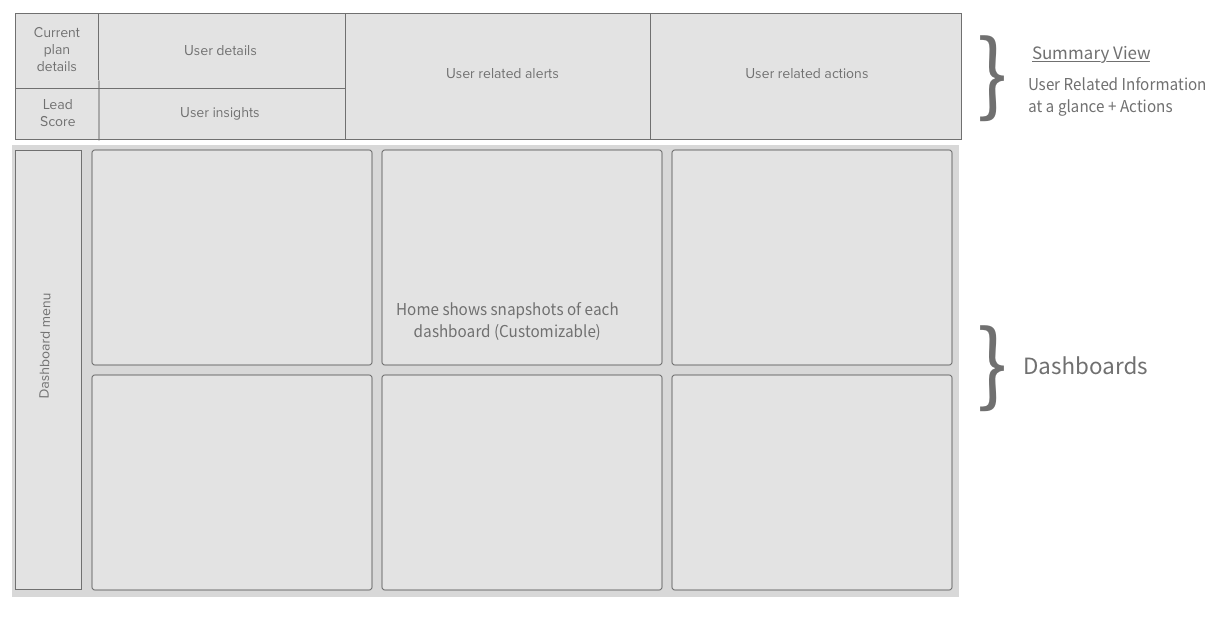 Current
plan
details
User details
User related alerts
User related actions
Lead
Score
User insights
Summary View
User Related Information
at a glance + Actions
Dashboard menu
Home shows snapshots of each
dashboard (Customizable)
Dashboards